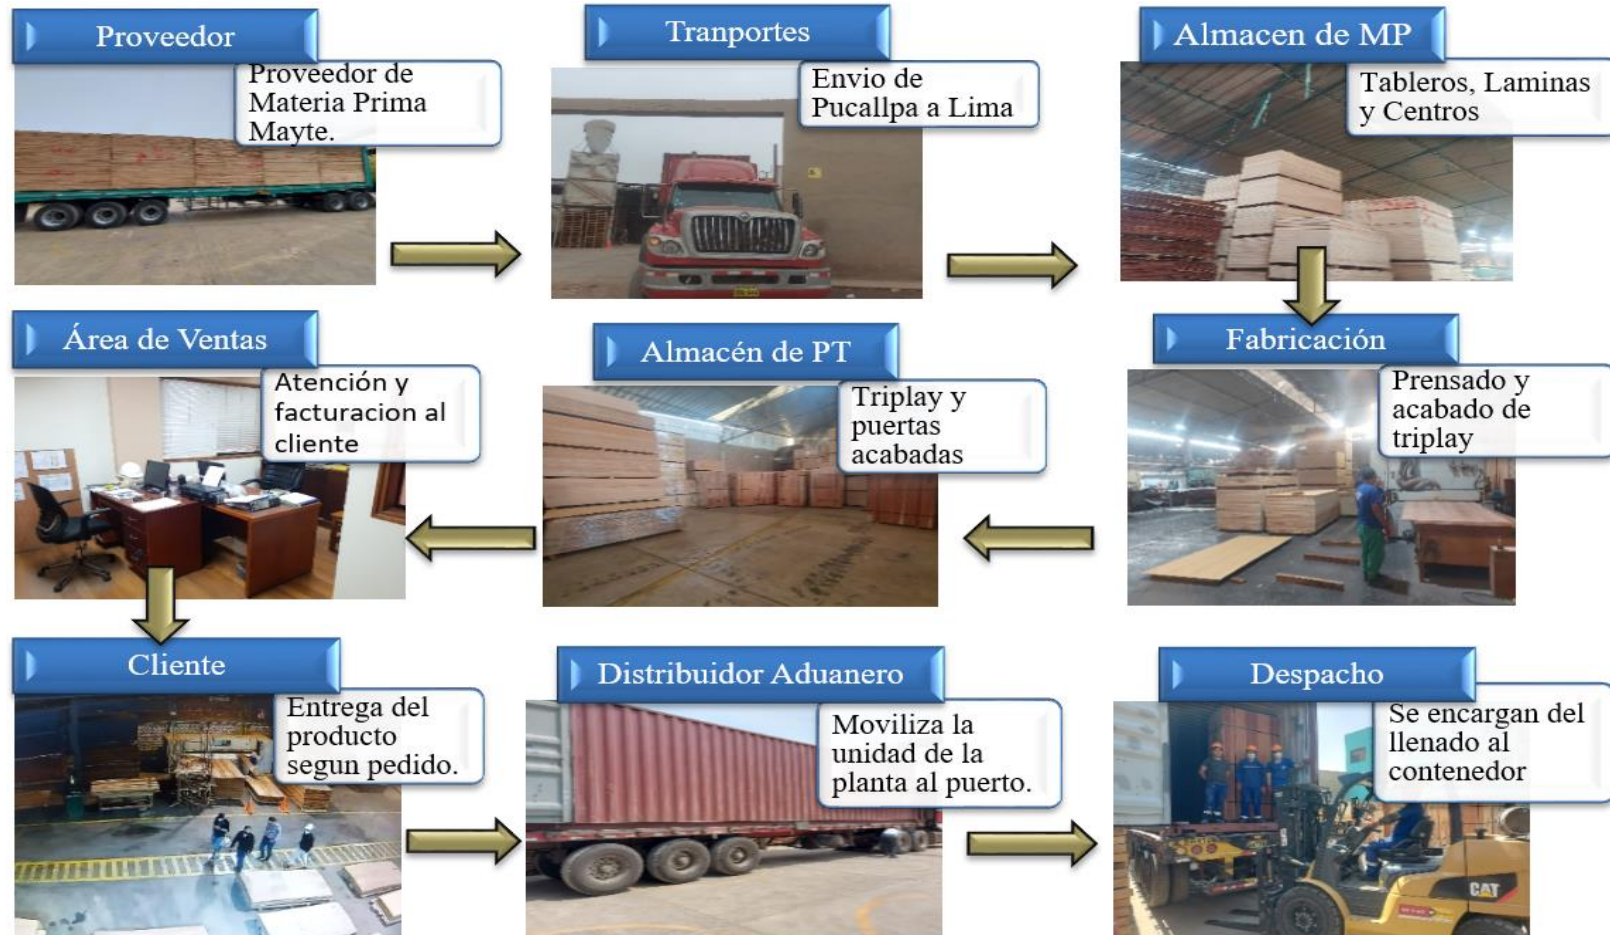 Proveedor
Proveedor de
Materia Prima
Mayte.
Tranportes
Envio de
Pucallpa a Lima
Almacen de MP
Tableros, Laminas
y Centros
Área de Ventas
Atención y
facturacion al
cliente
Almacén de PT
Triplay y
puertas
acabadas
Fabricación
Prensado y
acabado de
triplay
Cliente
Entrega del
producto
segun pedido.
Distribuidor Aduanero
Moviliza la
unidad de la
planta al puerto.
Despacho
Se encargan del
llenado al
contenedor
CAT